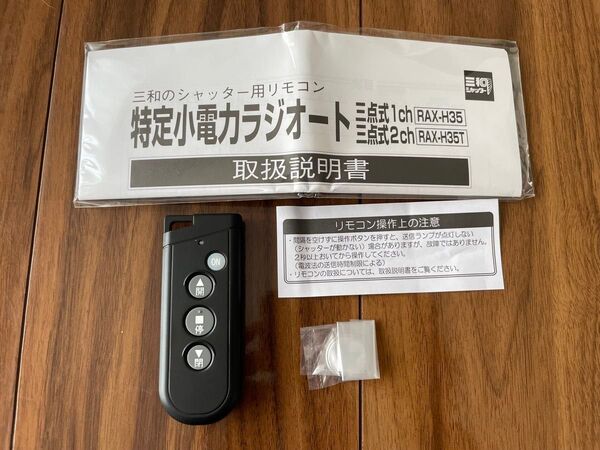 三和のシャッター用リモコン
特定小電力ラジオート
三点式1ch RAX-H35
三点式2ch RAX-H35T
三和
シャッター
取扱説明書
リモコン操作上の注意
・間隔を空けずに操作ボタンを押すと、送信ランプが点灯しない
（シャッターが動かない）場合がありますが、故障ではありません。
2秒以上おいてから操作してください。
（電波法の送信時間制限による）
・リモコンの取扱については、取扱説明書をご覧ください。
ON
▲
開
■
停
▼
閉